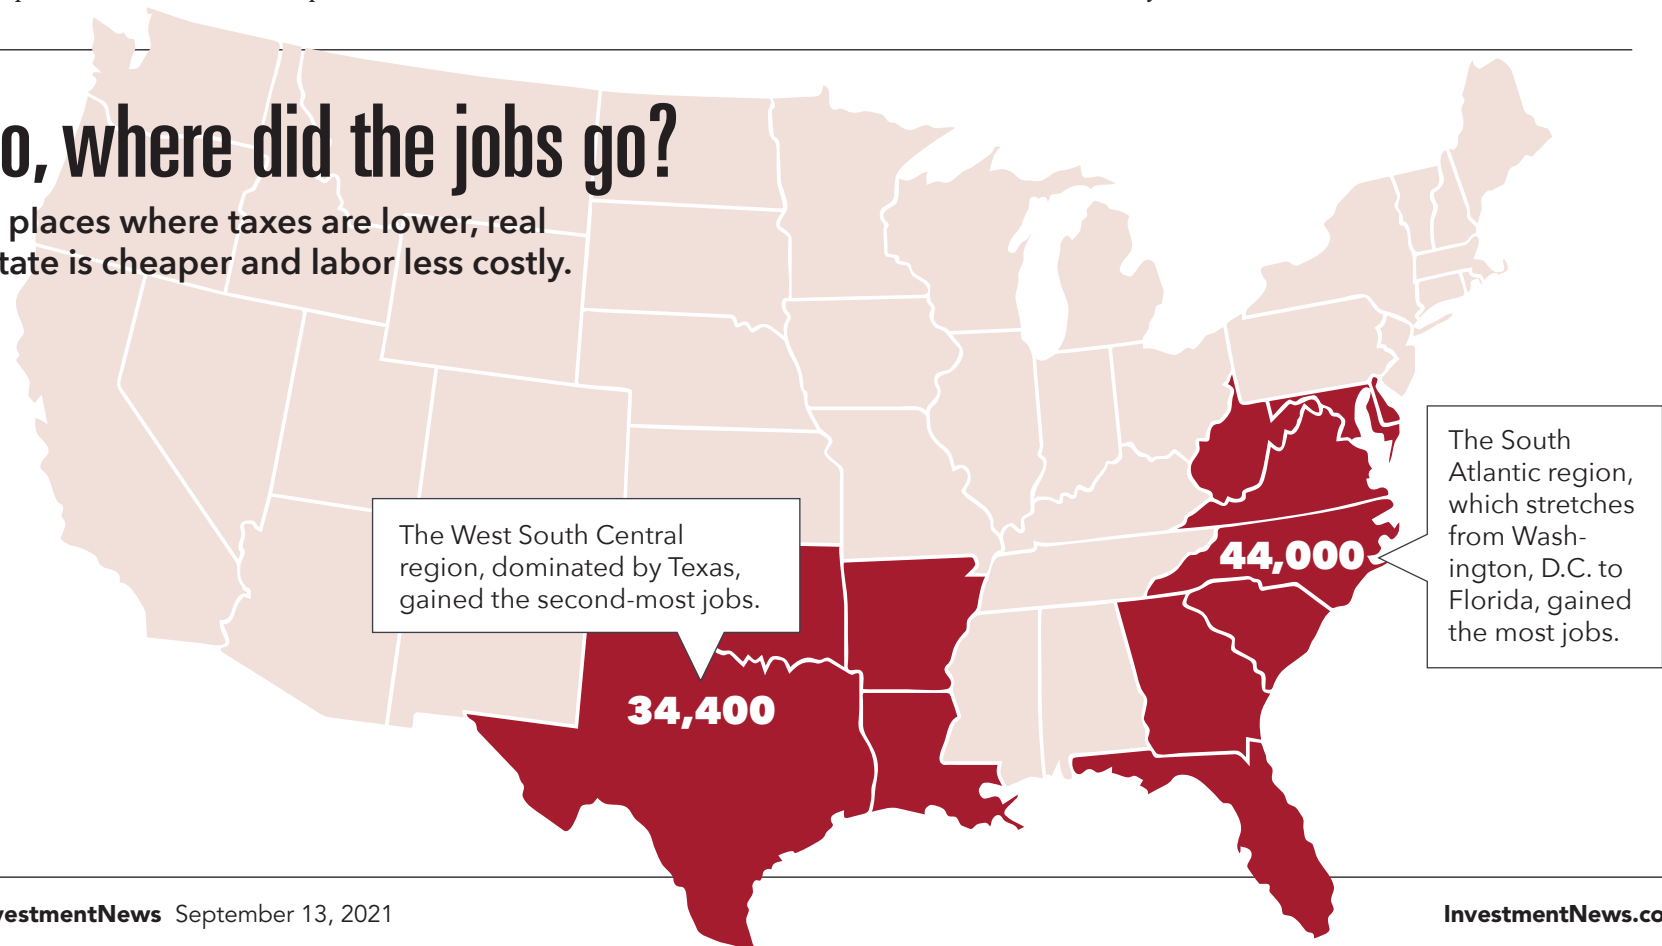 o, where did the jobs go?
places where taxes are lower, real
tate is cheaper and labor less costly.
The West South Central
region, dominated by Texas,
gained the second-most jobs.
34,400
44,000
The South
Atlantic region,
which stretches
from Wash-
ington, D.C. to
Florida, gained
the most jobs.
vestmentNews September 13, 2021
InvestmentNews.co